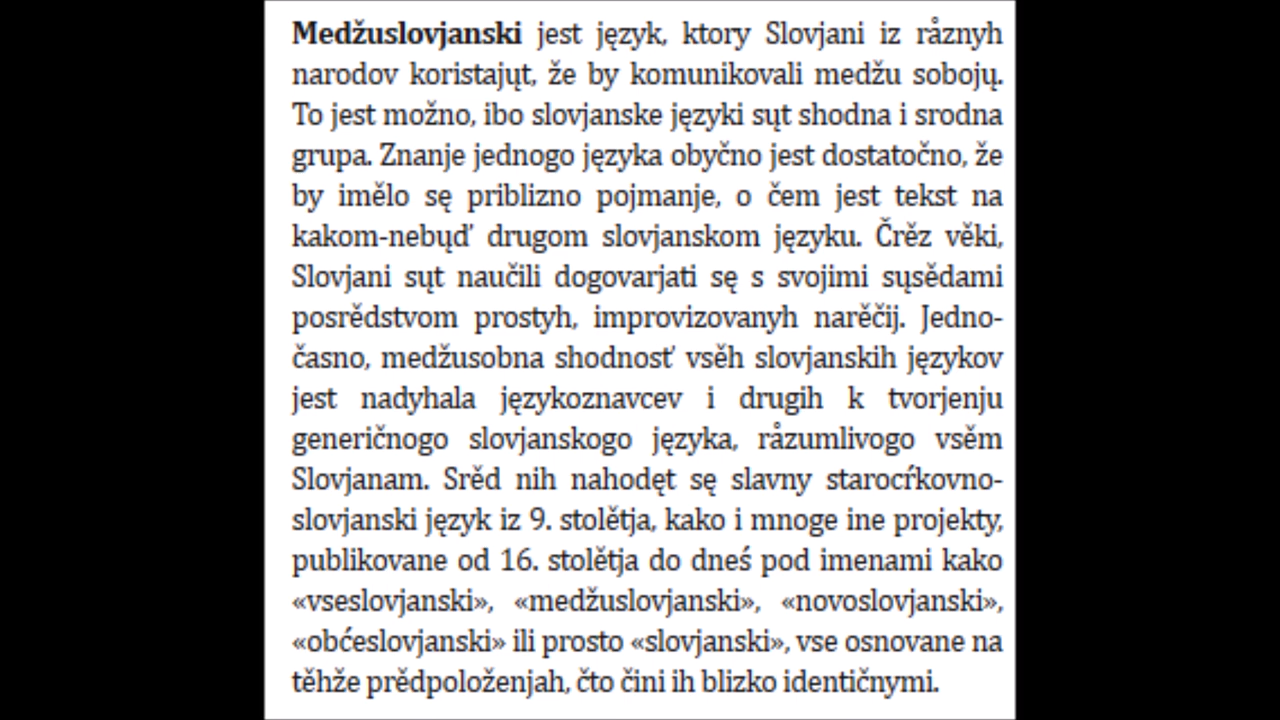 Medžuslovjanski jest język, ktory Slovjani iz råznyh
narodov koristajųt, že by komunikovali medžu sobojų.
To jest možno, ibo slovjanske języki sųt shodna i srodna
grupa. Znanje jednogo języka obyčno jest dostatočno, že
by imělo sę priblizno pojmanje, o čem jest tekst na
kakom-nebųď drugom slovjanskom języku. Črěz věki,
Slovjani sųt naučili dogovarjati sę s svojimi sųsědami
posrědstvom prostyh, improvizovanyh narěčij. Jedno-
časno, medžusobna shodnosť vsěh slovjanskih językov
jest nadyhala językoznavcev i drugih k tvorjenju
generičnogo slovjanskogo języka, råzumlivogo vsěm
Slovjanam. Srěd nih nahodęt sę slavny starocŕkovno-
slovjanski język iz 9. stolětja, kako i mnoge ine projekty,
publikovane od 16. stolětja do dneś pod imenami kako
«vseslovjanski», «medžuslovjanski», «novoslovjanski»,
«obćeslovjanski» ili prosto «slovjanski», vse osnovane na
těhže prědpoloženjah, čto čini ih blizko identičnymi.